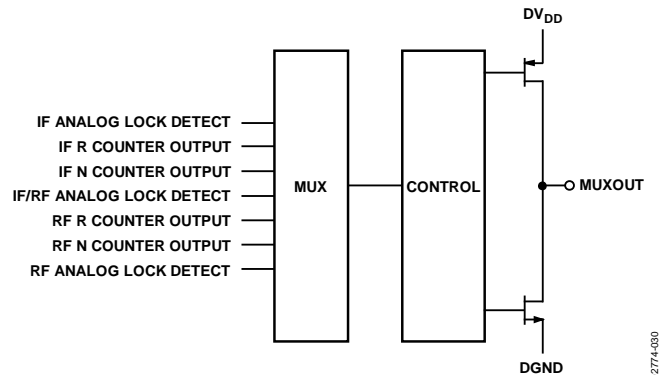 DVDD
IF ANALOG LOCK DETECT
IF R COUNTER OUTPUT
IF N COUNTER OUTPUT
IF/RF ANALOG LOCK DETECT
RF R COUNTER OUTPUT
RF N COUNTER OUTPUT
RF ANALOG LOCK DETECT
MUX
CONTROL
MUXOUT
DGND
2774-030